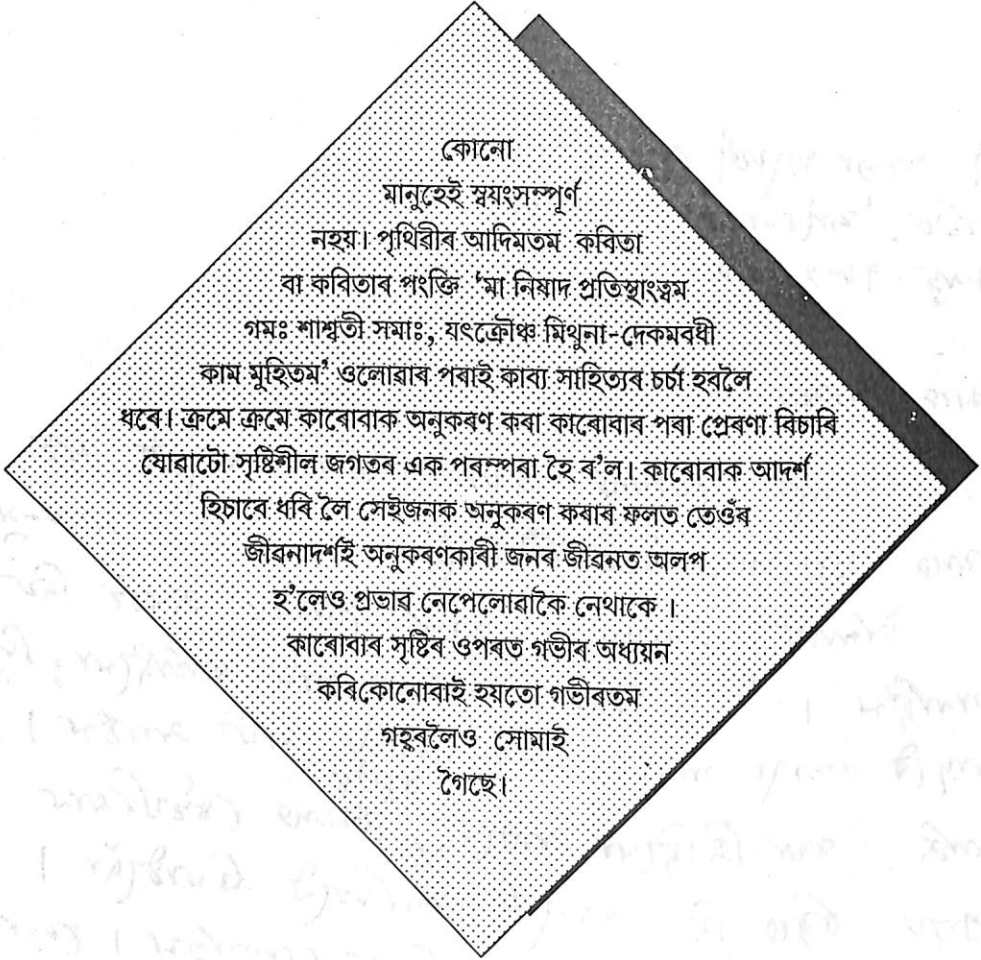 কোনো
মানুহেই স্বয়ংসম্পূৰ্ণ
নহয়। পৃথিৱীৰ আদিমতম কবিতা
বা কবিতাৰ পংক্তি 'মা নিষাদ প্ৰতিস্থাংত্বম
গমঃ শাশ্বতী সমাঃ, যৎক্ৰৌঞ্চ মিথুনা-দেকমবধী
কাম মুহিতম' ওলোৱাৰ পৰাই কাব্য সাহিত্যৰ চৰ্চা হবলৈ
ধৰে। ক্ৰমে ক্ৰমে কাৰোবাক অনুকৰণ কৰা কাৰোবাৰ পৰা প্ৰেৰণা বিচাৰি
যোৱাটো সৃষ্টিশীল জগতৰ এক পৰম্পৰা হৈ ৰ'ল। কাৰোবাক আদৰ্শ
হিচাবে ধৰি লৈ সেইজনক অনুকৰণ কৰাৰ ফলত তেওঁৰ
জীৱনাদৰ্শই অনুকৰণকাৰী জনৰ জীৱনত অলপ
হ'লেও প্ৰভাৱ নেপেলোৱাকৈ নেথাকে ।
কাৰোবাৰ সৃষ্টিৰ ওপৰত গভীৰ অধ্যয়ন
কৰিকোনোবাই হয়তো গভীৰতম
গহ্বৰলৈও সোমাই
গৈছে।